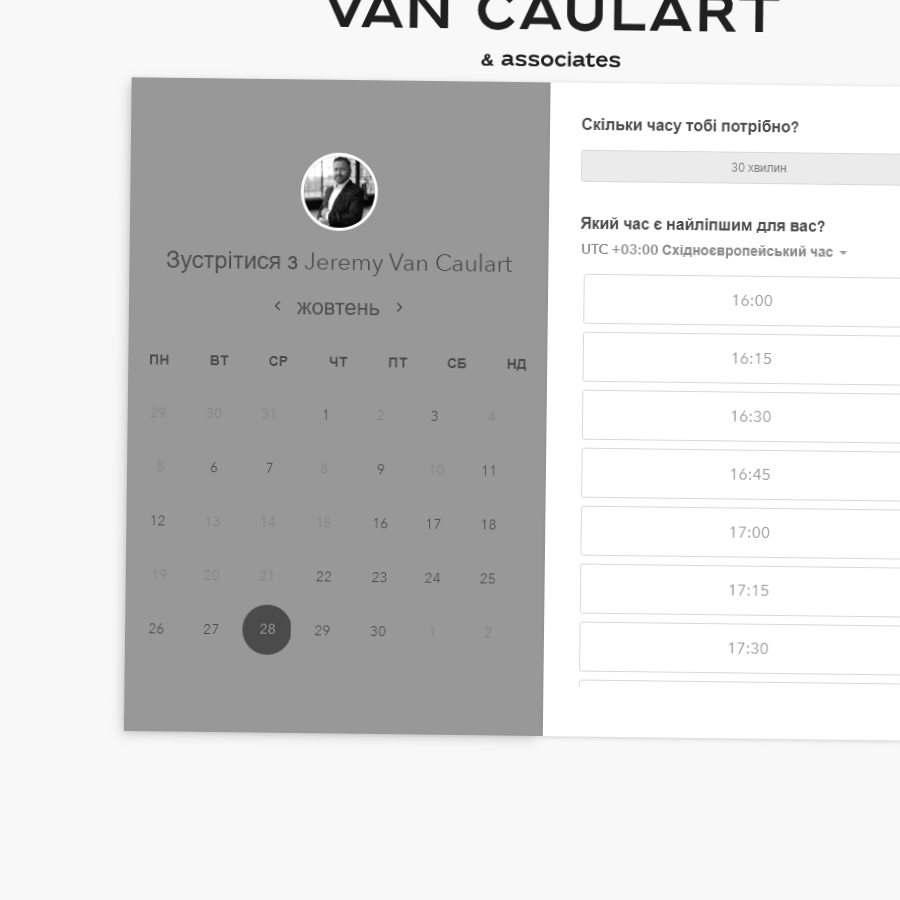 VAN CAULART
& associates
Зустрітися з Jeremy Van Caulart
жовтень
ПН ВТ СР ЧТ ПТ СБ НД
29 30 31 1 2 3 4
5 6 7 8 9 10 11
12 13 14 15 16 17 18
19 20 21 22 23 24 25
26 27 28 29 30 1 2
Скільки часу тобі потрібно?
30 хвилин
Який час є найліпшим для вас?
UTC +03:00 Східноєвропейський час
16:00
16:15
16:30
16:45
17:00
17:15
17:30